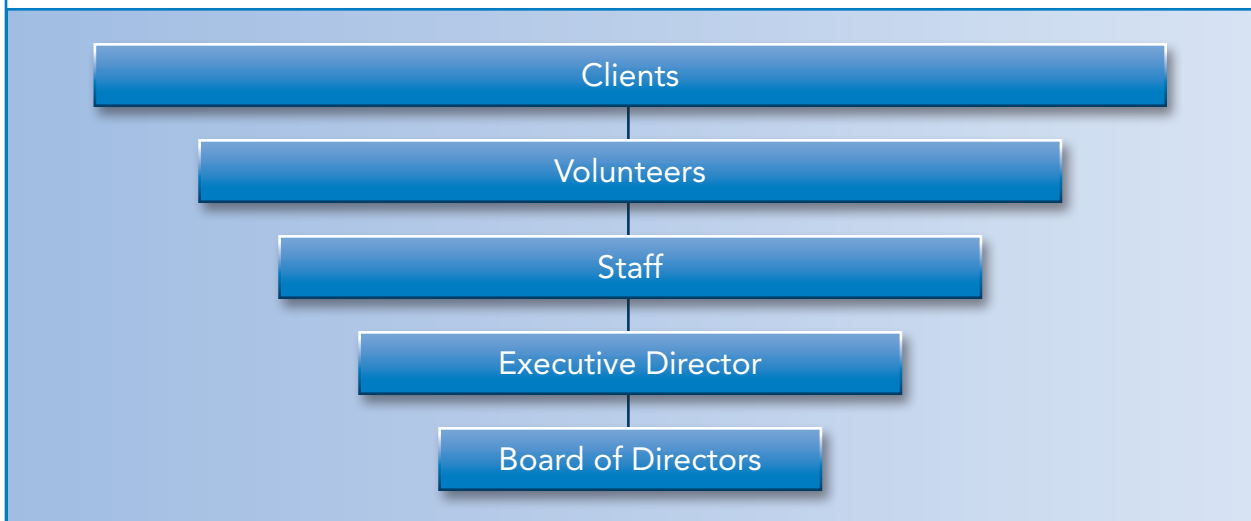 Clients
Volunteers
Staff
Executive Director
Board of Directors